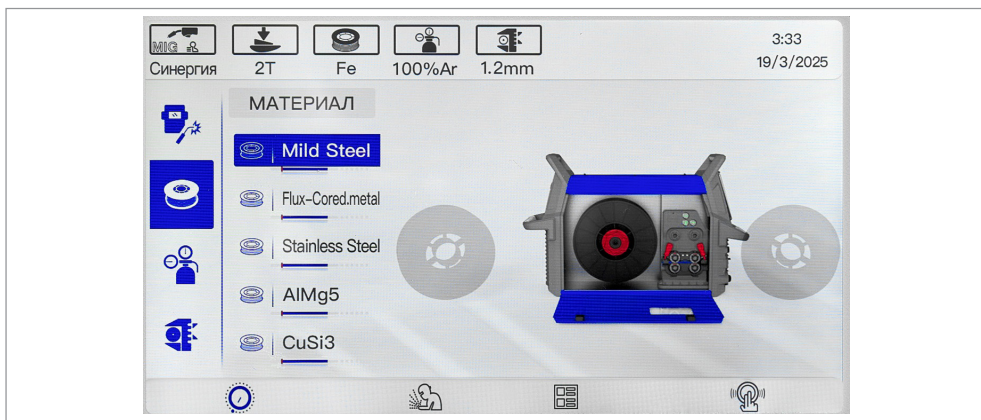 MIG
Синергия
2T
Fe
100%Ar
1.2mm
3:33
19/3/2025
МАТЕРИАЛ
Mild Steel
Flux-Cored.metal
Stainless Steel
AlMg5
CuSi3